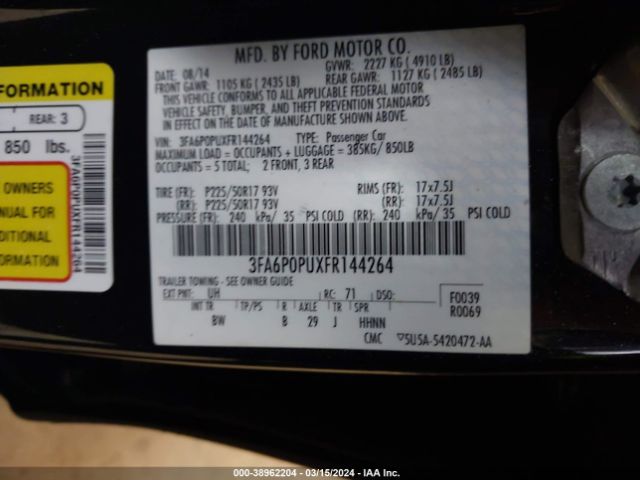 FORMATION
REAR: 3
850 lbs.
OWNERS
NUAL FOR
DITIONAL
FORMATION
3FA6P0PUXFR144264
MFD. BY FORD MOTOR CO.
DATE: 08/14 GVWR: 2227 KG ( 4910 LB)
FRONT GAWR: 1105 KG ( 2435 LB) REAR GAWR: 1127 KG ( 2485 LB)
THIS VEHICLE CONFORMS TO ALL APPLICABLE FEDERAL MOTOR
VEHICLE SAFETY, BUMPER, AND THEFT PREVENTION STANDARDS
IN EFFECT ON THE DATE OF MANUFACTURE SHOWN ABOVE.
VIN: 3FA6P0PUXFR144264 TYPE: Passenger Car
MAXIMUM LOAD = OCCUPANTS + LUGGAGE = 385KG/ 850LB
OCCUPANTS = 5 TOTAL; 2 FRONT, 3 REAR
TIRE (FR): P225/50R17 93V RIMS (FR): 17x7.5J
(RR): P225/50R17 93V (RR): 17x7.5J
PRESSURE (FR): 240 kPa/ 35 PSI COLD (RR): 240 kPa/ 35 PSI COLD
3FA6P0PUXFR144264
TRAILER TOWING - SEE OWNER GUIDE
EXT PNT: UH RC: 71 DSO: F0039
INT TR TP/PS R AXLE TR SPR R0069
BW B 29 J HHNN
CMC ▽5U5A-5420472-AA
000-38962204 - 03/15/2024 - IAA Inc.